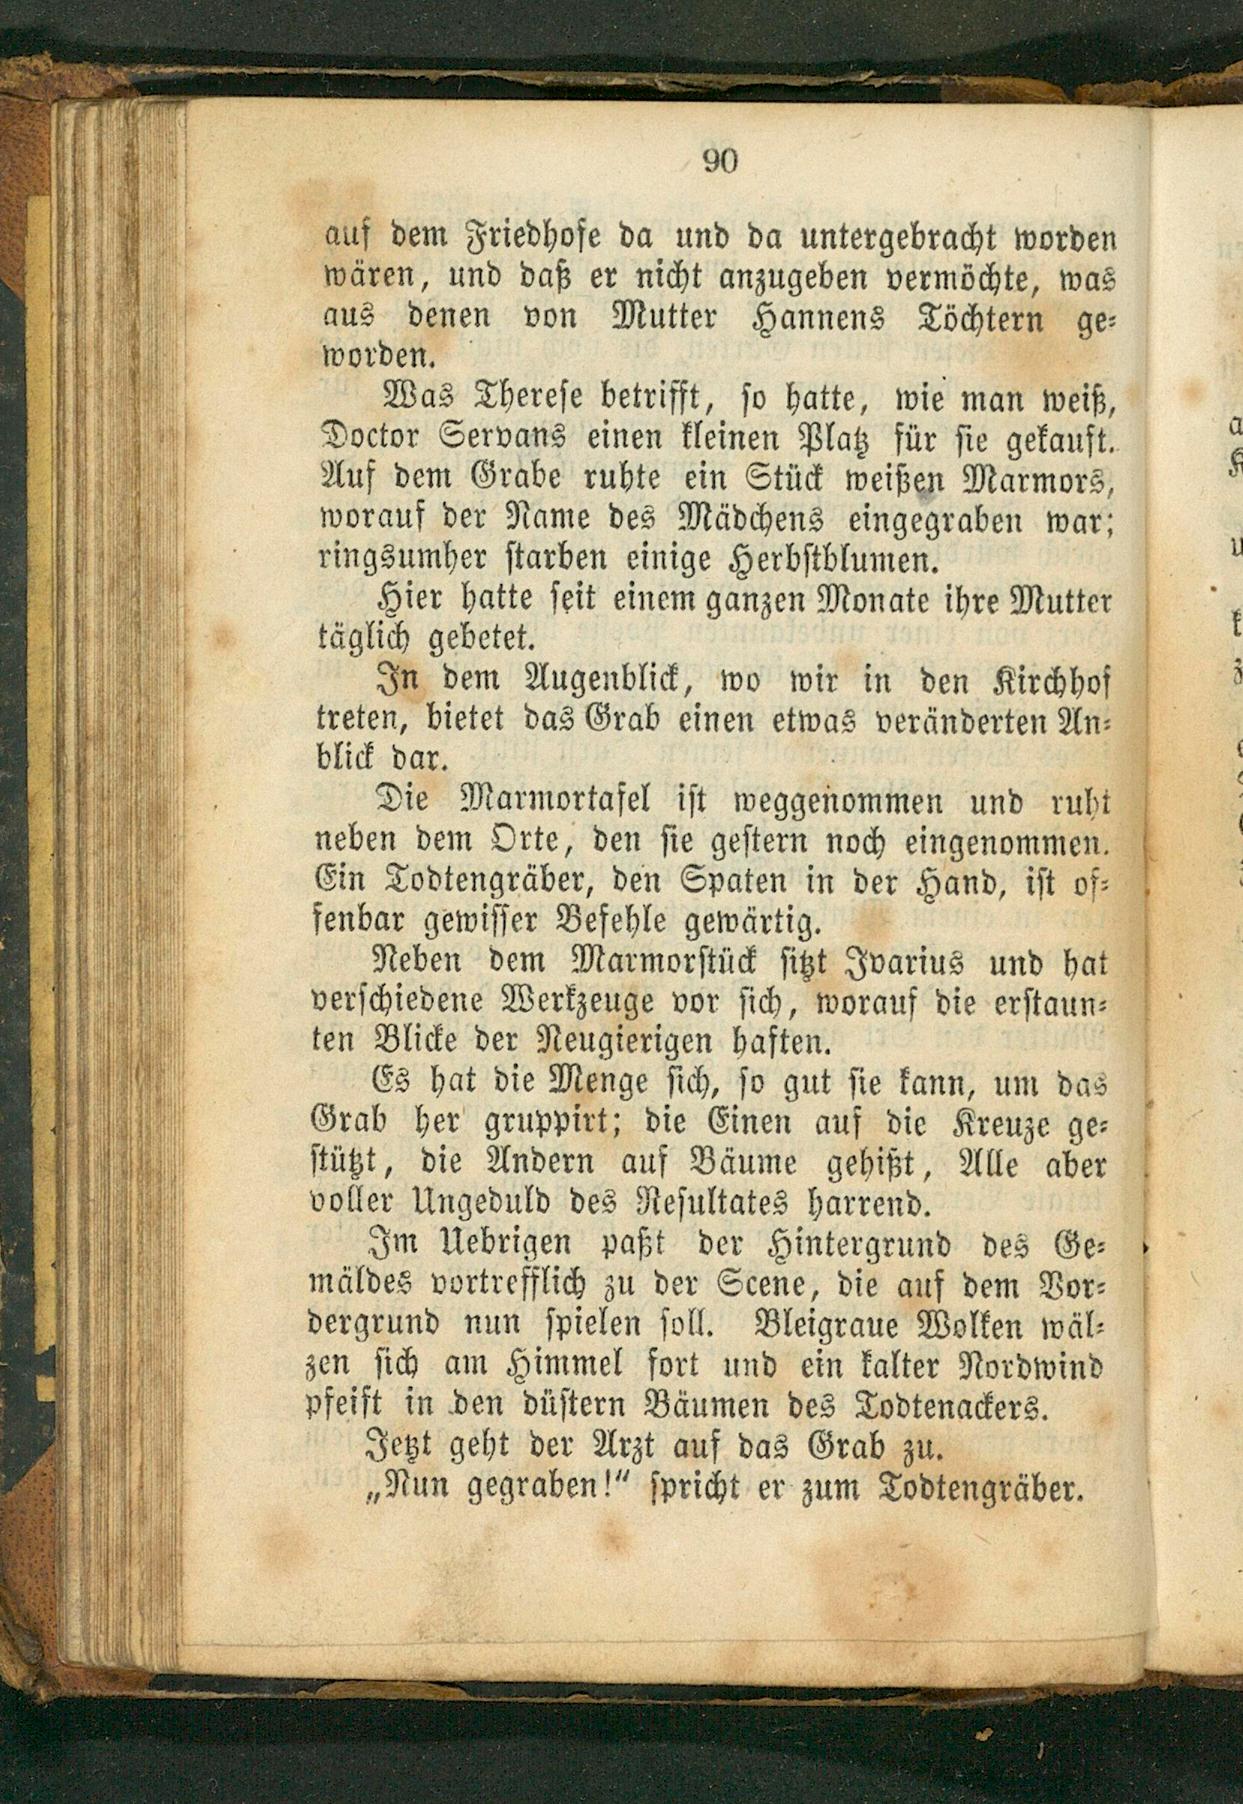 90
auf dem Friedhofe da und da untergebracht worden
wären, und daß er nicht anzugeben vermöchte, was
aus denen von Mutter Hannens Töchtern ge-
worden.
Was Therese betrifft, so hatte, wie man weiß,
Doctor Servans einen kleinen Platz für sie gekauft.
Auf dem Grabe ruhte ein Stück weißen Marmors,
worauf der Name des Mädchens eingegraben war;
ringsumher starben einige Herbstblumen.
Hier hatte seit einem ganzen Monate ihre Mutter
täglich gebetet.
In dem Augenblick, wo wir in den Kirchhof
treten, bietet das Grab einen etwas veränderten An-
blick dar.
Die Marmortafel ist weggenommen und ruht
neben dem Orte, den sie gestern noch eingenommen.
Ein Todtengräber, den Spaten in der Hand, ist of-
fenbar gewisser Befehle gewärtig.
Neben dem Marmorstück sitzt Ivarius und hat
verschiedene Werkzeuge vor sich, worauf die erstaun-
ten Blicke der Neugierigen haften.
Es hat die Menge sich, so gut sie kann, um das
Grab her gruppirt; die Einen auf die Kreuze ge-
stützt, die Andern auf Bäume gehißt, Alle aber
voller Ungeduld des Resultates harrend.
Im Uebrigen paßt der Hintergrund des Ge-
mäldes vortrefflich zu der Scene, die auf dem Vor-
dergrund nun spielen soll. Bleigraue Wolken wäl-
zen sich am Himmel fort und ein kalter Nordwind
pfeift in den düstern Bäumen des Todtenackers.
Jetzt geht der Arzt auf das Grab zu.
„Nun gegraben!“ spricht er zum Todtengräber.